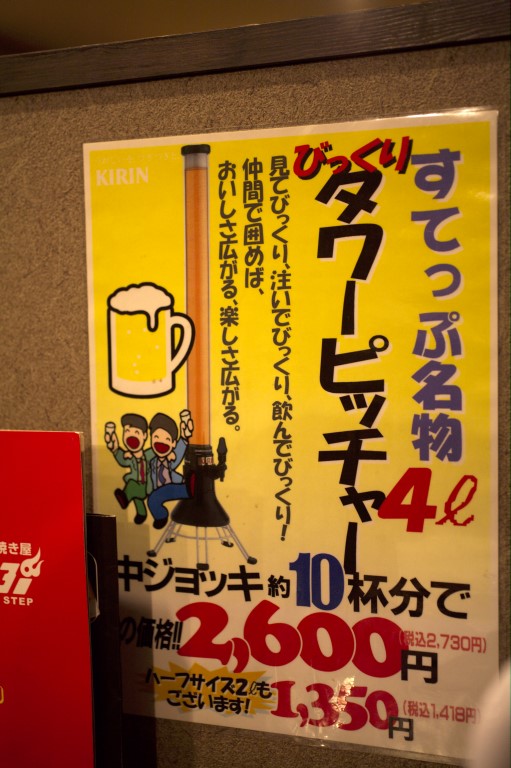 KIRIN
すてっぷ名物
びっくり
タワーピッチャー
4ℓ
見てびっくり、注いでびっくり、飲んでびっくり!
仲間で囲めば、
おいしさ広がる、楽しさ広がる。
中ジョッキ約10杯分で
の価格!!
2,600円
(税込2,730円)
ハーフサイズ2ℓも
ございます!
1,350円
(税込1,418円)
焼き屋
STEP